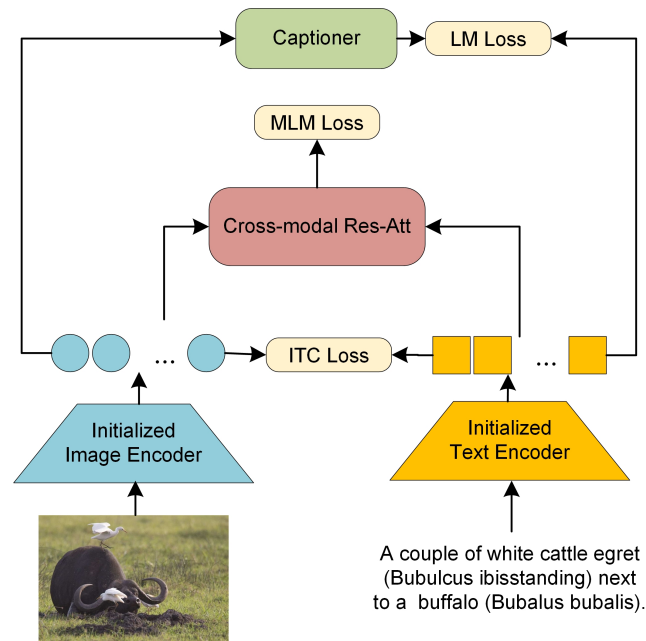 Captioner
LM Loss
MLM Loss
Cross-modal Res-Att
...
ITC Loss
...
Initialized
Image Encoder
Initialized
Text Encoder
A couple of white cattle egret
(Bubulcus ibisstanding) next
to a buffalo (Bubalus bubalis).